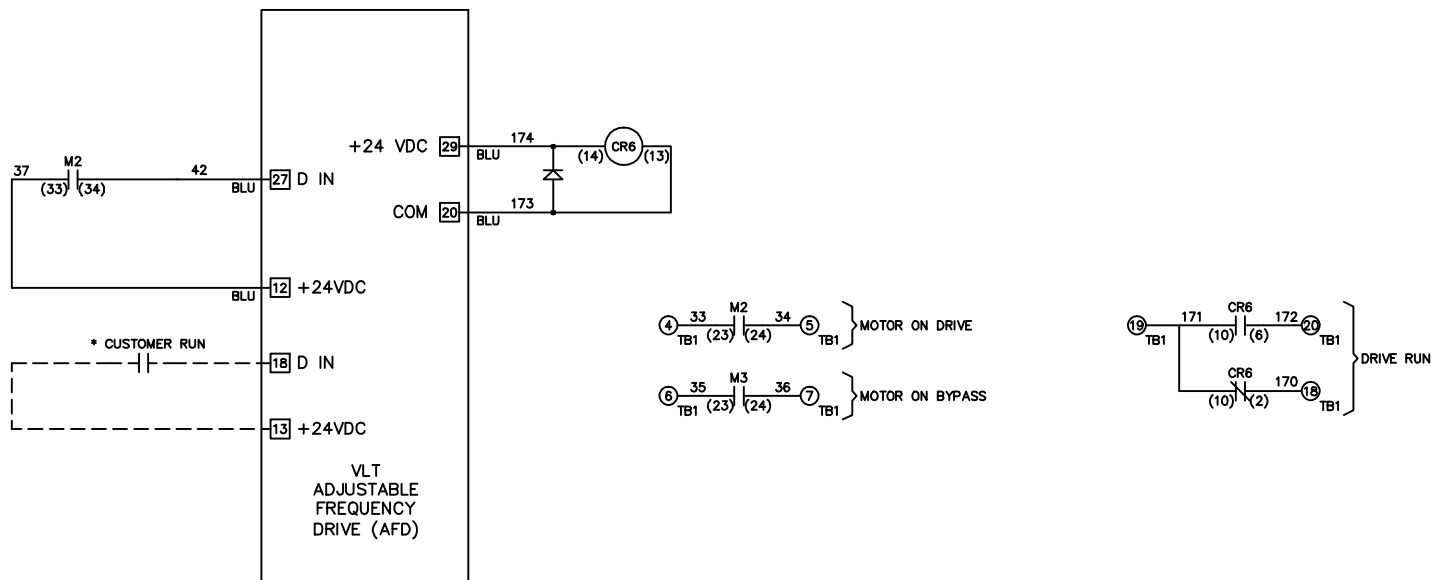 +24 VDC 29 174 BLU (14) CR6 (13)
37 M2 (33) (34) 42 BLU 27 D IN
COM 20 173 BLU
BLU 12 +24VDC
* CUSTOMER RUN
18 D IN
13 +24VDC
VLT
ADJUSTABLE
FREQUENCY
DRIVE (AFD)
4 TB1 33 M2 (23) (24) 34 5 TB1 MOTOR ON DRIVE
6 TB1 35 M3 (23) (24) 36 7 TB1 MOTOR ON BYPASS
19 TB1 171 CR6 (10) (6) 172 20 TB1
DRIVE RUN
CR6 (10) (2) 170 18 TB1